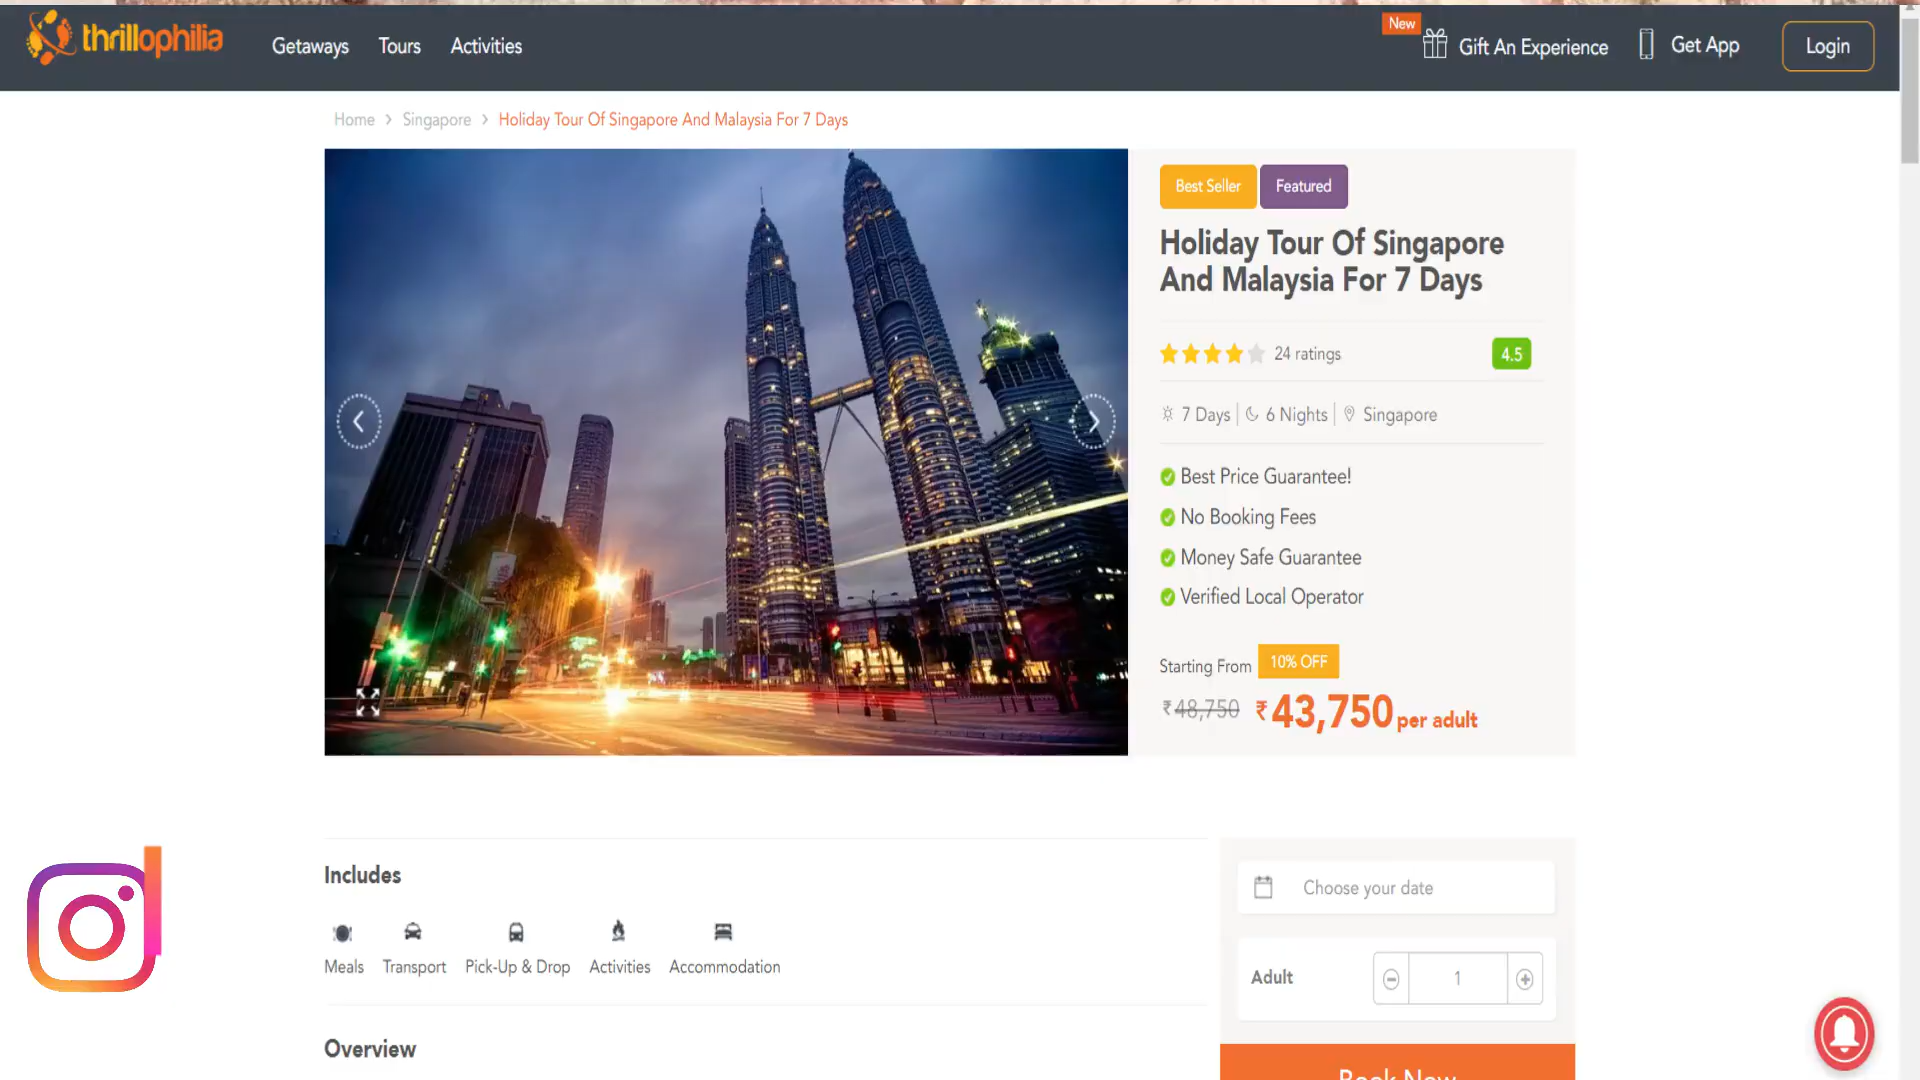 thrillophilia
Getaways Tours Activities
New
Gift An Experience
Get App
Login
Home > Singapore > Holiday Tour Of Singapore And Malaysia For 7 Days
Best Seller Featured
Holiday Tour Of Singapore
And Malaysia For 7 Days
24 ratings 4.5
7 Days | 6 Nights | Singapore
Best Price Guarantee!
No Booking Fees
Money Safe Guarantee
Verified Local Operator
Starting From 10% OFF
₹48,750 ₹43,750 per adult
Includes
Meals Transport Pick-Up & Drop Activities Accommodation
Overview
Choose your date
Adult 1
Book Now